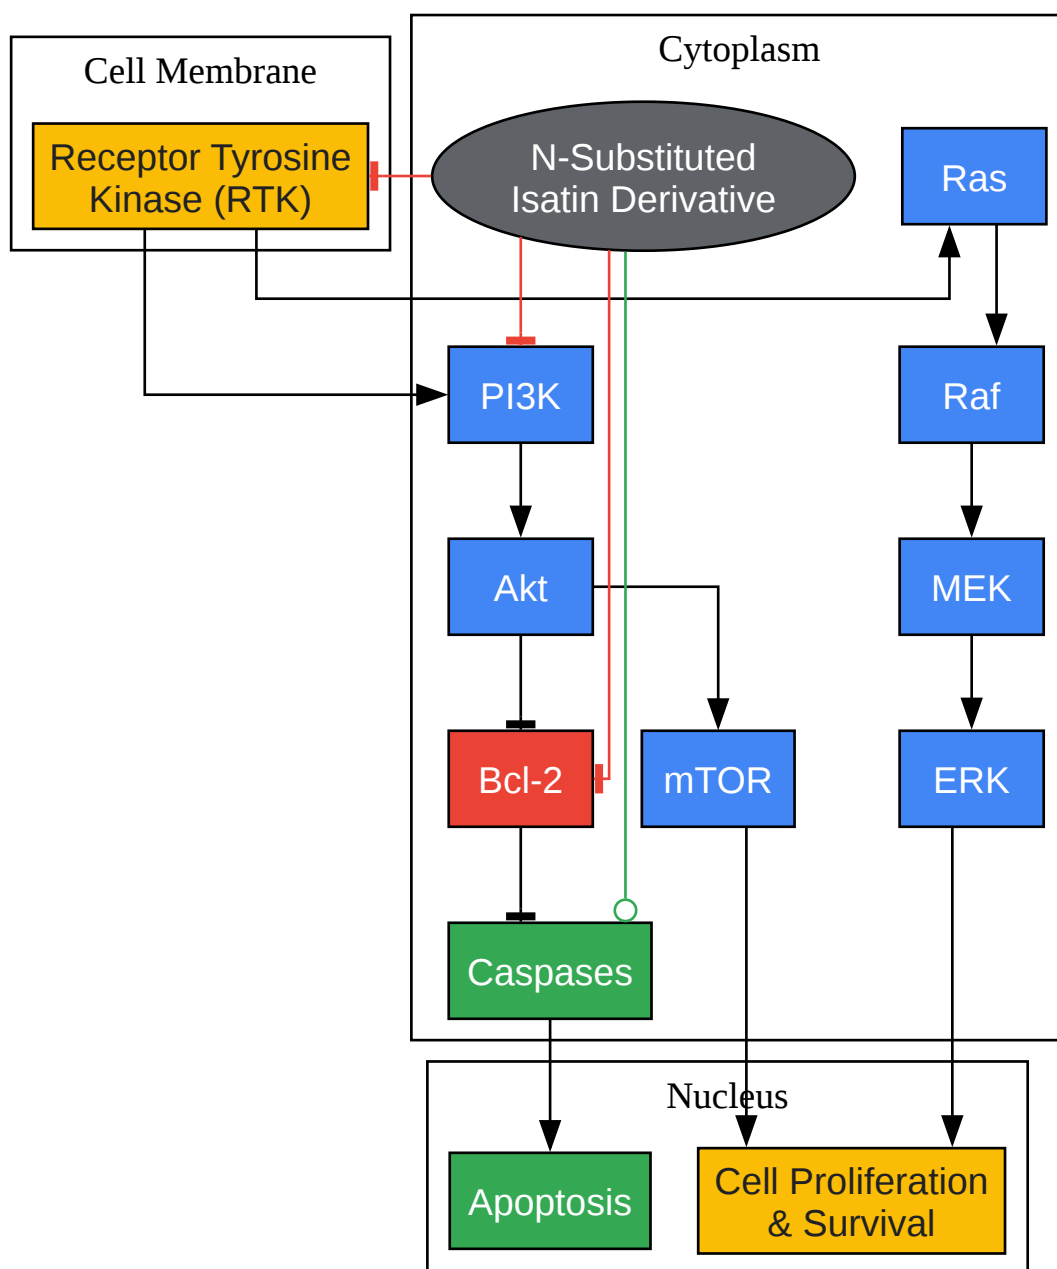 Cell Membrane
Receptor Tyrosine
Kinase (RTK)
Cytoplasm
N-Substituted
Isatin Derivative
Ras
PI3K
Raf
Akt
MEK
Bcl-2
mTOR
ERK
Caspases
Nucleus
Apoptosis
Cell Proliferation
& Survival